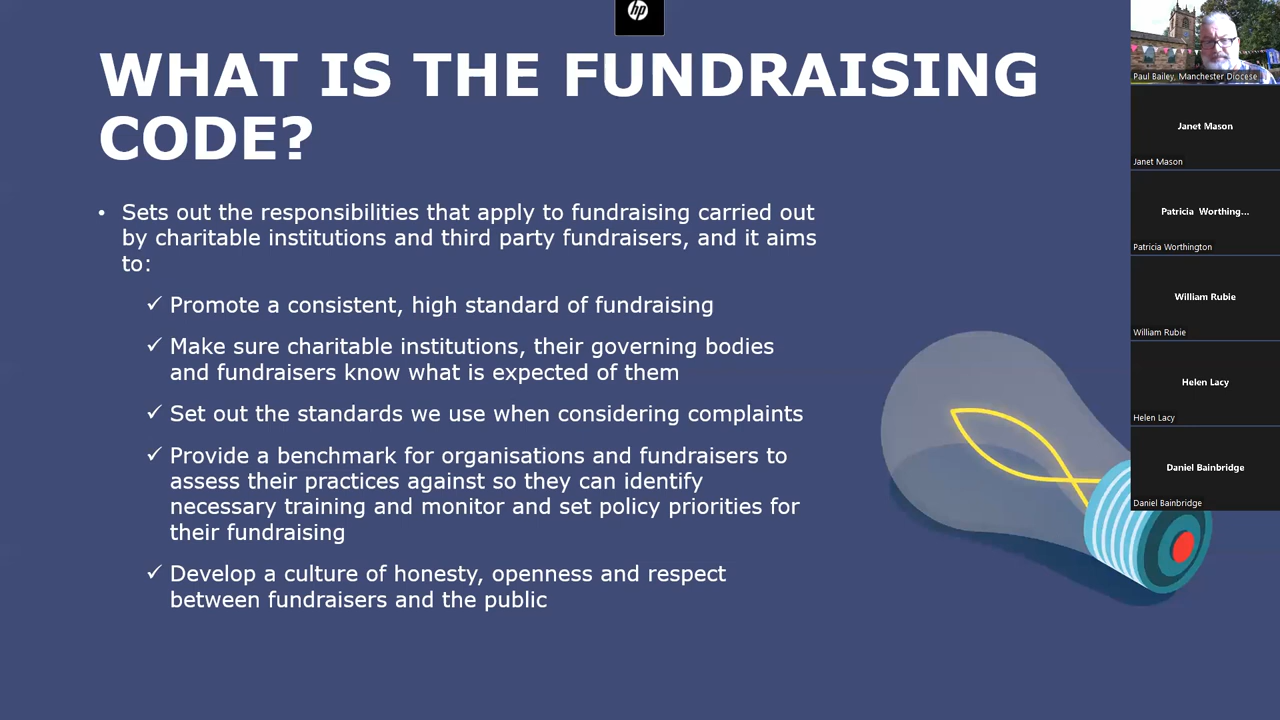 hp
WHAT IS THE FUNDRAISING
CODE?
• Sets out the responsibilities that apply to fundraising carried out
by charitable institutions and third party fundraisers, and it aims
to:
✓ Promote a consistent, high standard of fundraising
✓ Make sure charitable institutions, their governing bodies
and fundraisers know what is expected of them
✓ Set out the standards we use when considering complaints
✓ Provide a benchmark for organisations and fundraisers to
assess their practices against so they can identify
necessary training and monitor and set policy priorities for
their fundraising
✓ Develop a culture of honesty, openness and respect
between fundraisers and the public
Paul Bailey, Manchester Diocese
Janet Mason
Janet Mason
Patricia Worthing...
Patricia Worthington
William Rubie
William Rubie
Helen Lacy
Helen Lacy
Daniel Bainbridge
Daniel Bainbridge